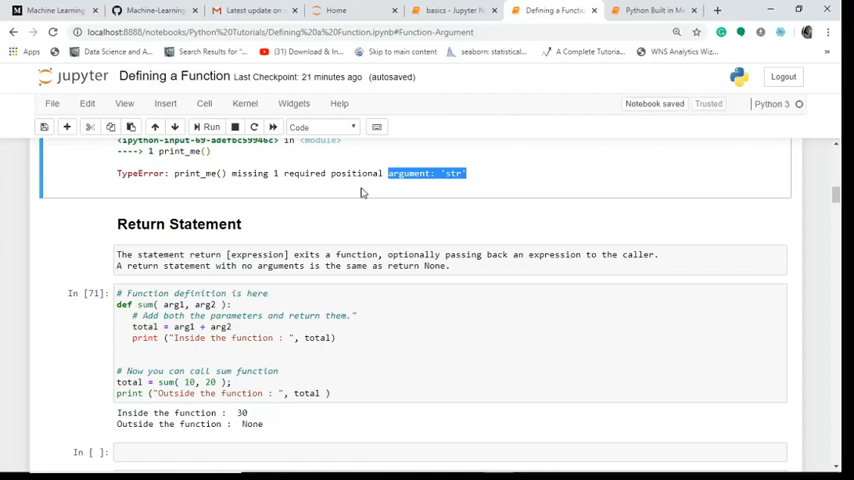 Machine Learning
Machine-Learning
Latest update on
Home
basics - Jupyter N
Defining a Functio
Python Built in M
localhost:8888/notebooks/Python%20Tutorials/Defining%20a%20Function.ipynb#Function-Argument
Apps
Data Science and A...
Search Results for...
(31) Download & In...
Skip to main content
seaborn: statistical...
A Complete Tutoria...
WNS Analytics Wiz...
jupyter Defining a Function Last Checkpoint: 21 minutes ago (autosaved)
Logout
File Edit View Insert Cell Kernel Widgets Help
Notebook saved
Trusted
Python 3
Run
Code
<ipython-input-69-adefbc59946c> in <module>
----> 1 print_me()
TypeError: print_me() missing 1 required positional argument: 'str'
Return Statement
The statement return [expression] exits a function, optionally passing back an expression to the caller.
A return statement with no arguments is the same as return None.
In [71]:
# Function definition is here
def sum( arg1, arg2 ):
# Add both the parameters and return them."
total = arg1 + arg2
print ("Inside the function : ", total)
# Now you can call sum function
total = sum( 10, 20 );
print ("Outside the function : ", total )
Inside the function : 30
Outside the function : None
In [ ]: